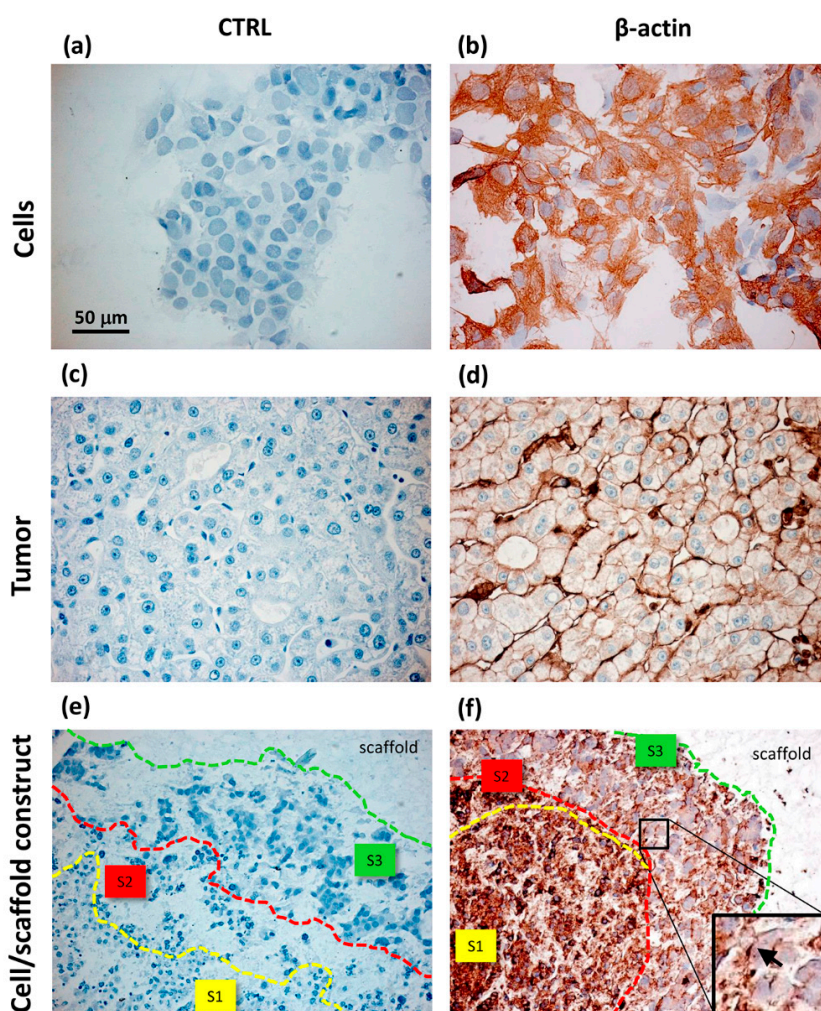 CTRL
β-actin
(a)
(b)
Cells
50 μm
(c)
(d)
Tumor
(e)
(f)
Cell/scaffold construct
scaffold
S3
S2
S1
scaffold
S3
S2
S1